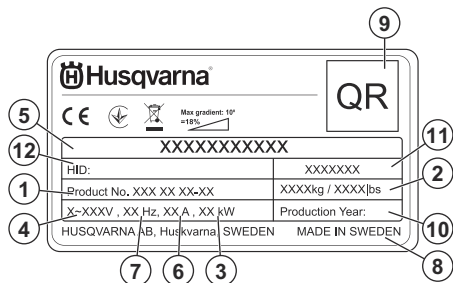 9
Husqvarna®
QR
CE
Max gradient: 10°
=18%
5
XXXXXXXXXXX
11
12
HID:
XXXXXXX
1
Product No. XXX XX XX-XX
XXXXkg / XXXX lbs
2
4
X~XXXV , XX Hz, XX A , XX kW
Production Year:
10
HUSQVARNA AB, Huskvarna, SWEDEN
MADE IN SWEDEN
7
6
3
8